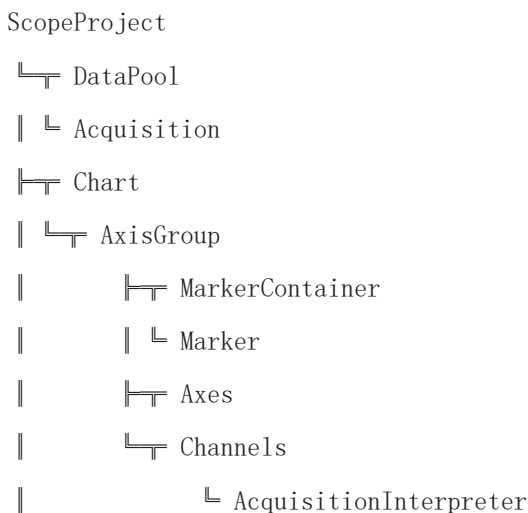 ScopeProject
╚╦═ DataPool
║ ╚ Acquisition
╠╦═ Chart
║ ╚╦═ AxisGroup
║       ╠╦═ MarkerContainer
║       ║ ╚ Marker
║       ╠╦═ Axes
║       ╚╦═ Channels
║             ╚ AcquisitionInterpreter